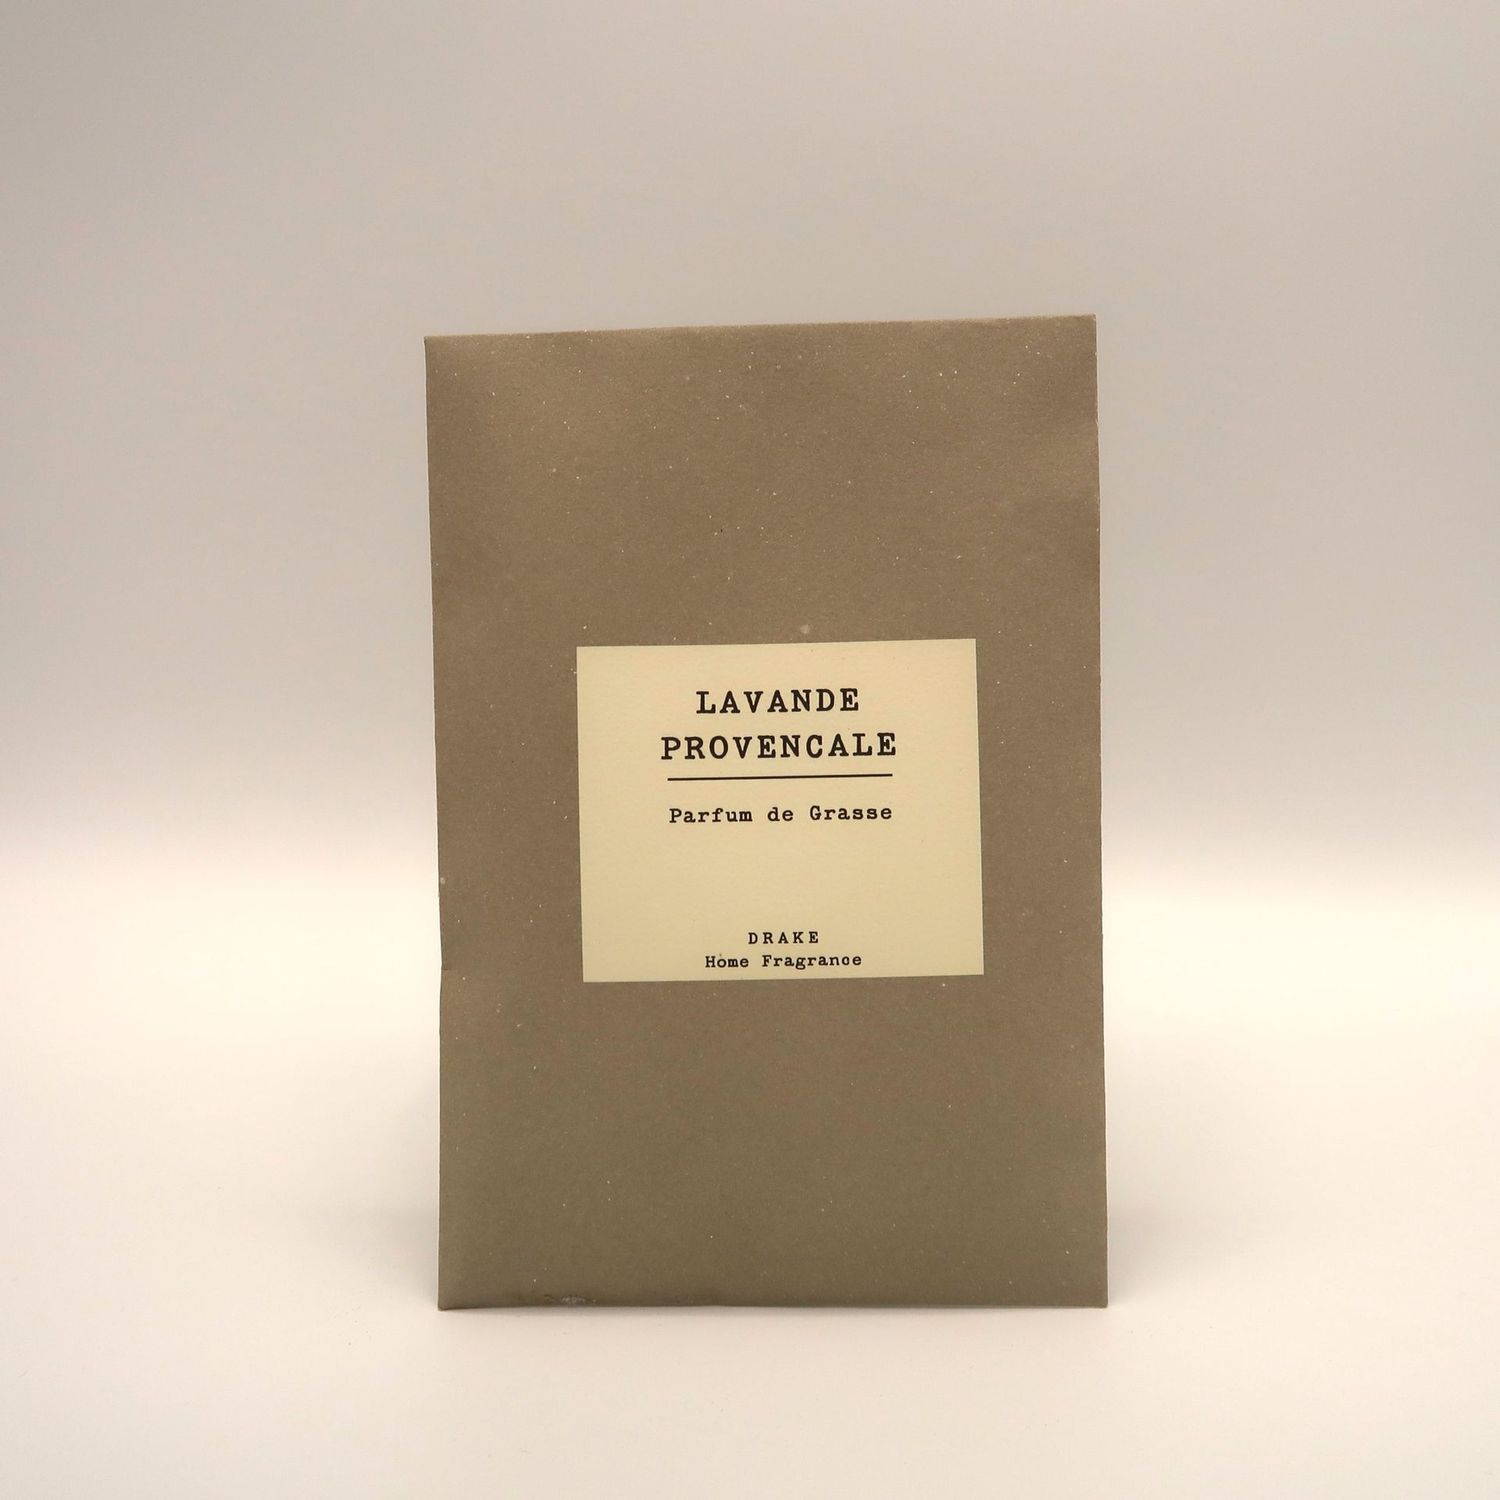 LAVANDE
PROVENCALE
Parfum de Grasse
DRAKE
Home Fragrance